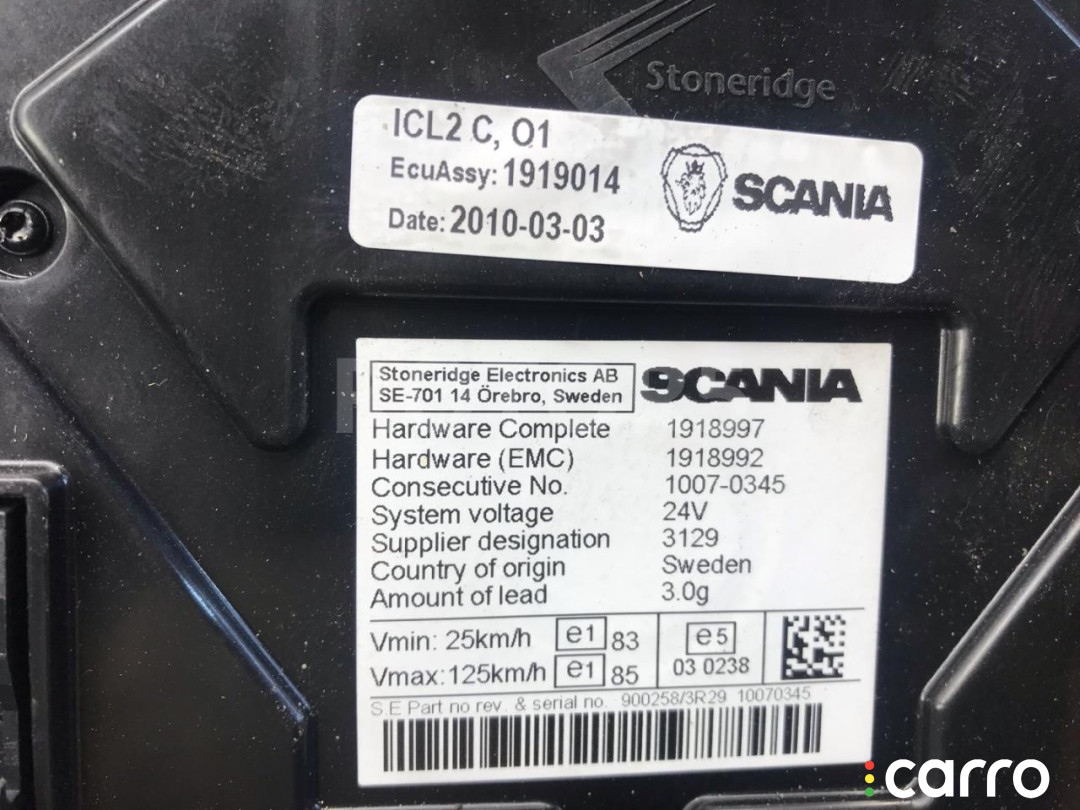 Stoneridge
ICL2 C, O1
EcuAssy: 1919014
Date: 2010-03-03
SCANIA
Stoneridge Electronics AB
SE-701 14 Örebro, Sweden
SCANIA
Hardware Complete 1918997
Hardware (EMC) 1918992
Consecutive No. 1007-0345
System voltage 24V
Supplier designation 3129
Country of origin Sweden
Amount of lead 3.0g
Vmin: 25km/h e1 83
Vmax: 125km/h e1 85
e5
03 0238
S.E Part no rev. & serial no. 900258/3R29 10070345
carro